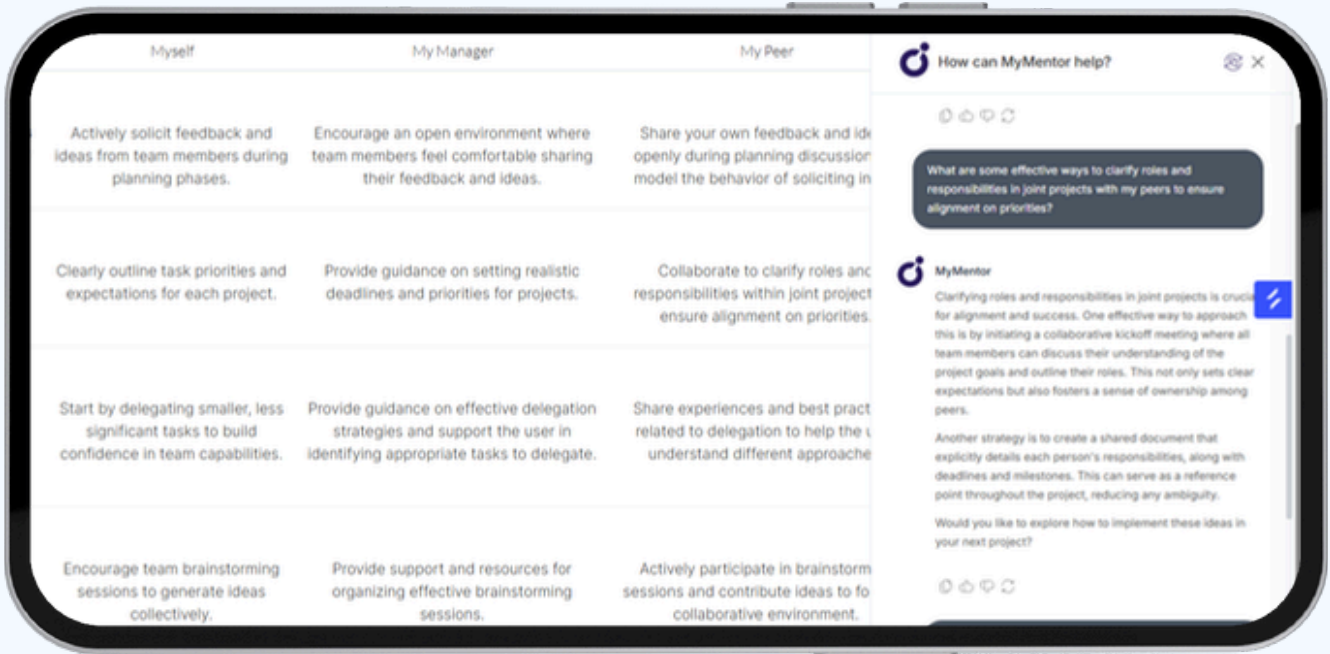 Myself
My Manager
My Peer
Actively solicit feedback and
ideas from team members during
planning phases.
Encourage an open environment where
team members feel comfortable sharing
their feedback and ideas.
Share your own feedback and
openly during planning
model the behavior of soliciting
Clearly outline task priorities and
expectations for each project.
Provide guidance on setting realistic
deadlines and priorities for projects.
Collaborate to clarify roles
responsibilities within joint
ensure alignment on priorities.
Start by delegating smaller, less
significant tasks to build
confidence in team capabilities.
Provide guidance on effective delegation
strategies and support the user in
identifying appropriate tasks to delegate.
Share experiences and best
related to delegation to help the
understand different
Encourage team brainstorming
sessions to generate ideas
collectively.
Provide support and resources for
organizing effective brainstorming
sessions.
Actively participate in
sessions and contribute ideas to
collaborative environment.
How can MyMentor help?
What are some effective ways to clarify roles and
responsibilities in joint projects with my peers to ensure
alignment on priorities?
MyMentor
Clarifying roles and responsibilities in joint projects is
for alignment and success. One effective way to approach
this is by initiating a collaborative kickoff meeting where all
team members can discuss their understanding of the
project goals and outline their roles. This not only sets clear
expectations but also fosters a sense of ownership among
peers.
Another strategy is to create a shared document that
explicitly details each person's responsibilities, along with
deadlines and milestones. This can serve as a reference
point throughout the project, reducing any ambiguity.
Would you like to explore how to implement these ideas in
your next project?